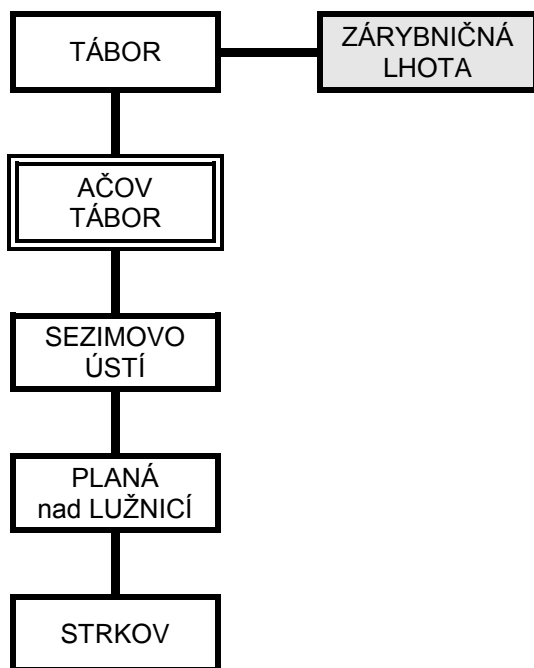 TÁBOR
ZÁRYBNIČNÁ
LHOTA
AČOV
TÁBOR
SEZIMOVO
ÚSTÍ
PLANÁ
nad LUŽNICÍ
STRKOV